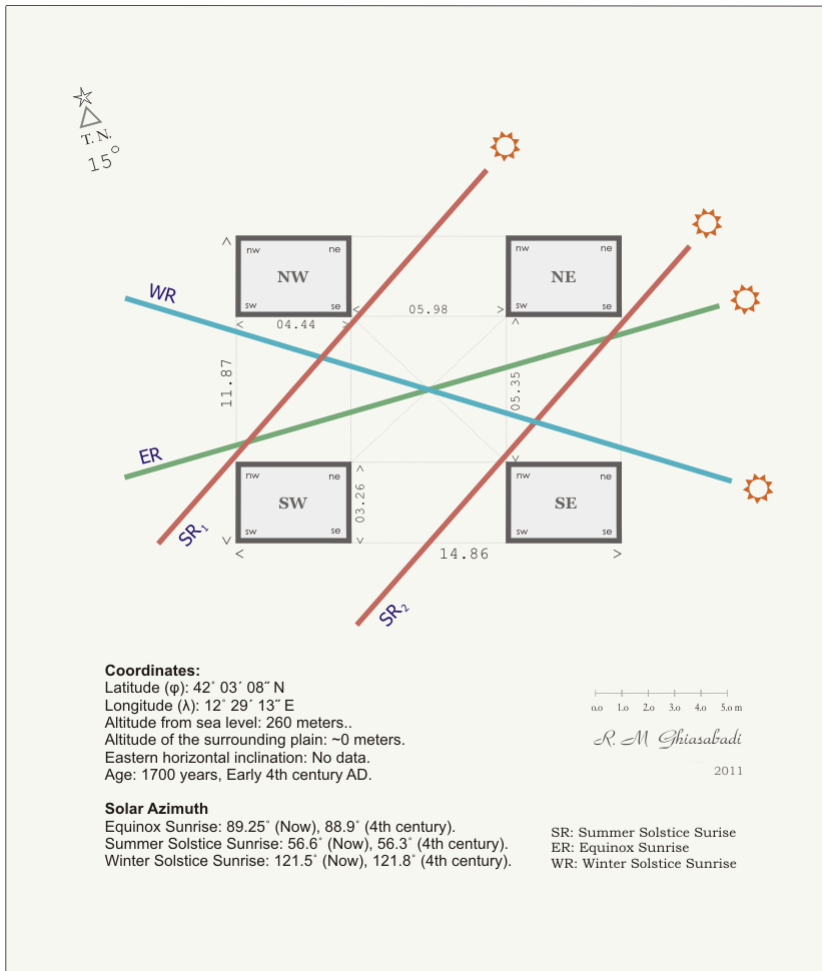 T. N.
15°
WR
nw ne
NW
sw se
nw ne
NE
sw se
< 04.44 >
< 05.98 >
11.87
05.35
ER
nw ne
SW
sw se
03.26
nw ne
SE
sw se
SR₁
< 14.86 >
SR₂
Coordinates:
Latitude (φ): 42° 03´ 08˝ N
Longitude (λ): 12° 29´ 13˝ E
Altitude from sea level: 260 meters..
Altitude of the surrounding plain: ~0 meters.
Eastern horizontal inclination: No data.
Age: 1700 years, Early 4th century AD.
0.0 1.0 2.0 3.0 4.0 5.0 m
R. M Ghiasabadi
2011
Solar Azimuth
Equinox Sunrise: 89.25° (Now), 88.9° (4th century).
Summer Solstice Sunrise: 56.6° (Now), 56.3° (4th century).
Winter Solstice Sunrise: 121.5° (Now), 121.8° (4th century).
SR: Summer Solstice Surise
ER: Equinox Sunrise
WR: Winter Solstice Sunrise